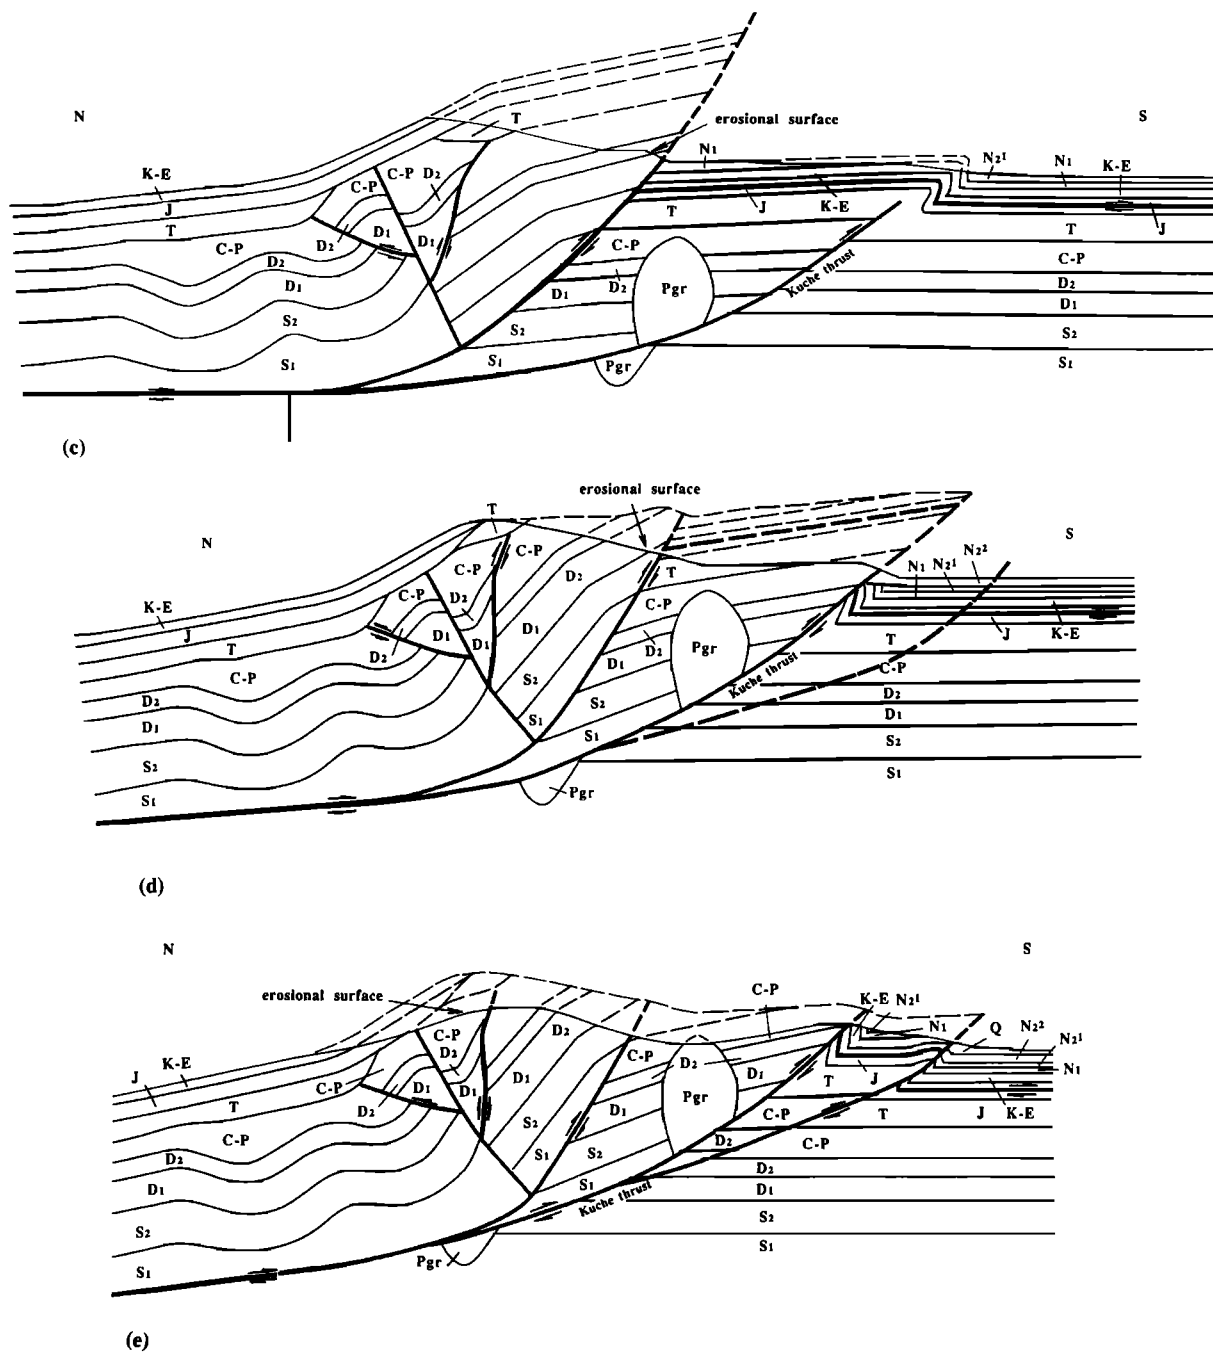 N
S
T
erosional surface
N1
N2¹
N1
K-E
K-E
J
T
C-P
C-P
D2
C-P
D2
D1
D1
D2
D1
S2
S1
T
J
K-E
C-P
D1
D2
Pgr
S2
S1
Pgr
Kuche thrust
J
T
C-P
D2
D1
S2
S1
(c)
erosional surface
N
S
T
C-P
C-P
C-P
D2
D2
D1
D1
D2
K-E
J
T
C-P
D2
D1
S2
S1
D1
S2
S1
T
C-P
D2
D1
S2
S1
Pgr
Kuche thrust
Pgr
N1
N2¹
N2²
K-E
J
T
C-P
D2
D1
S2
S1
(d)
N
S
erosional surface
C-P
K-E
N2¹
N1
Q
N2²
N2¹
N1
K-E
J
T
C-P
D2
D1
S2
S1
C-P
C-P
D2
D2
D1
D1
D2
D1
S2
S1
C-P
D2
D1
D1
S2
S1
Pgr
Kuche thrust
Pgr
T
J
C-P
D2
T
J
K-E
C-P
D2
D1
S2
S1
(e)